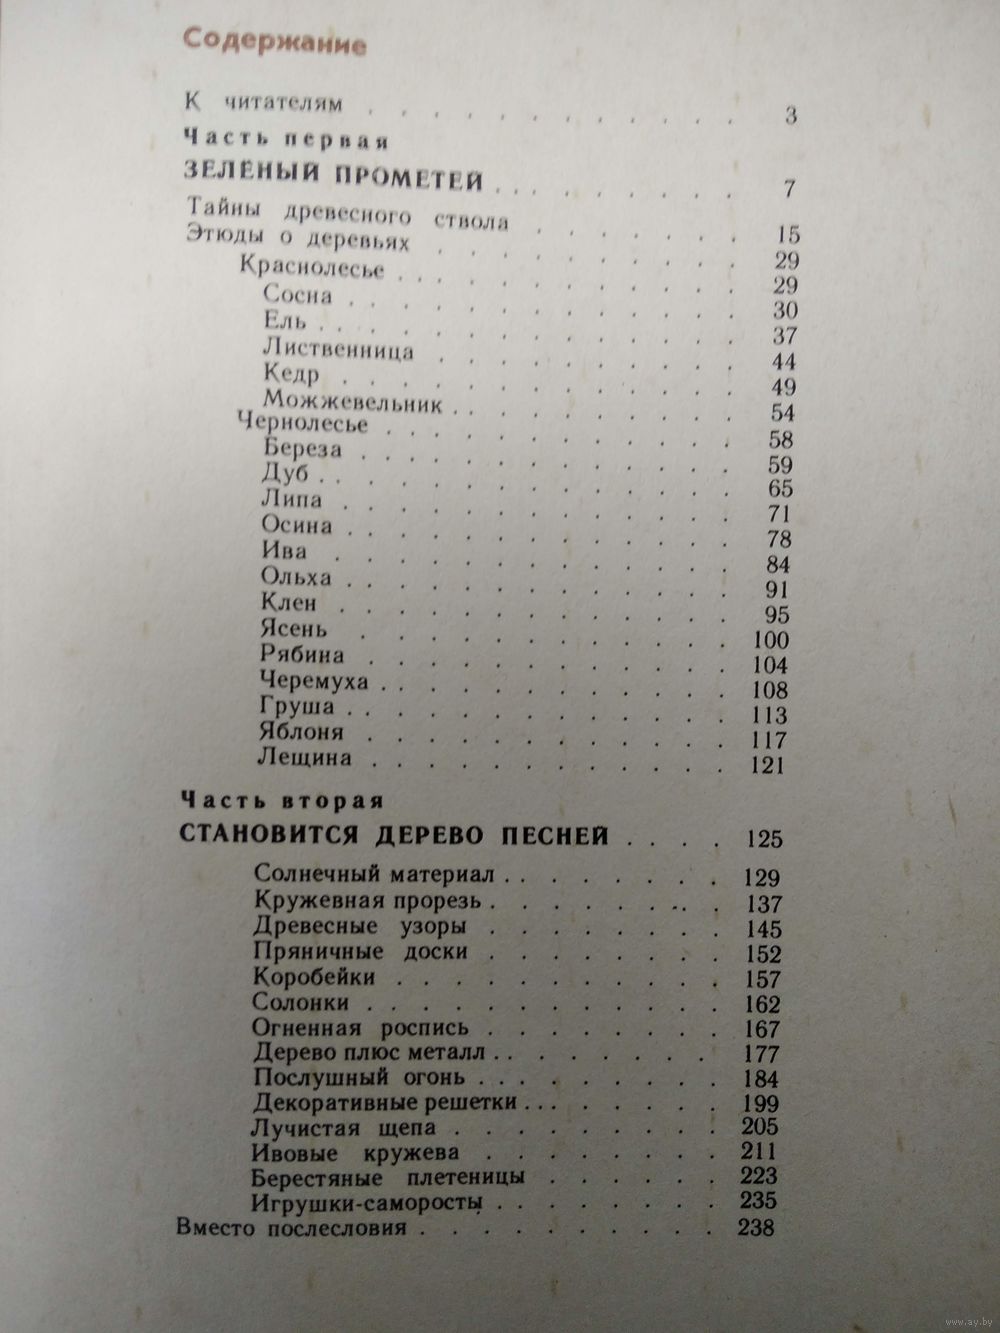 Содержание
К читателям . . . . . . . . . . . . 3
Часть первая
ЗЕЛЕНЫЙ ПРОМЕТЕЙ . . . . . . . . 7
Тайны древесного ствола . . . . . . . 15
Этюды о деревьях . . . . . . . . . . 29
Краснолесье . . . . . . . . . . . 29
Сосна . . . . . . . . . . . . 30
Ель . . . . . . . . . . . . . 37
Лиственница . . . . . . . . . . 44
Кедр . . . . . . . . . . . . . 49
Можжевельник . . . . . . . . . 54
Чернолесье . . . . . . . . . . . 58
Береза . . . . . . . . . . . . 59
Дуб . . . . . . . . . . . . . 65
Липа . . . . . . . . . . . . . 71
Осина . . . . . . . . . . . . 78
Ива . . . . . . . . . . . . . 84
Ольха . . . . . . . . . . . . 91
Клен . . . . . . . . . . . . . 95
Ясень . . . . . . . . . . . . 100
Рябина . . . . . . . . . . . . 104
Черемуха . . . . . . . . . . . 108
Груша . . . . . . . . . . . . 113
Яблоня . . . . . . . . . . . . 117
Лещина . . . . . . . . . . . . 121
Часть вторая
СТАНОВИТСЯ ДЕРЕВО ПЕСНЕЙ . . . . 125
Солнечный материал . . . . . . . 129
Кружевная прорезь . . . . . . . . 137
Древесные узоры . . . . . . . . 145
Пряничные доски . . . . . . . . 152
Коробейки . . . . . . . . . . . 157
Солонки . . . . . . . . . . . . 162
Огненная роспись . . . . . . . . 167
Дерево плюс металл . . . . . . . 177
Послушный огонь . . . . . . . . 184
Декоративные решетки . . . . . . . 199
Лучистая щепа . . . . . . . . . 205
Ивовые кружева . . . . . . . . 211
Берестяные плетеницы . . . . . . 223
Игрушки-саморосты . . . . . . . 235
Вместо послесловия . . . . . . . . . . 238
www.ay.by